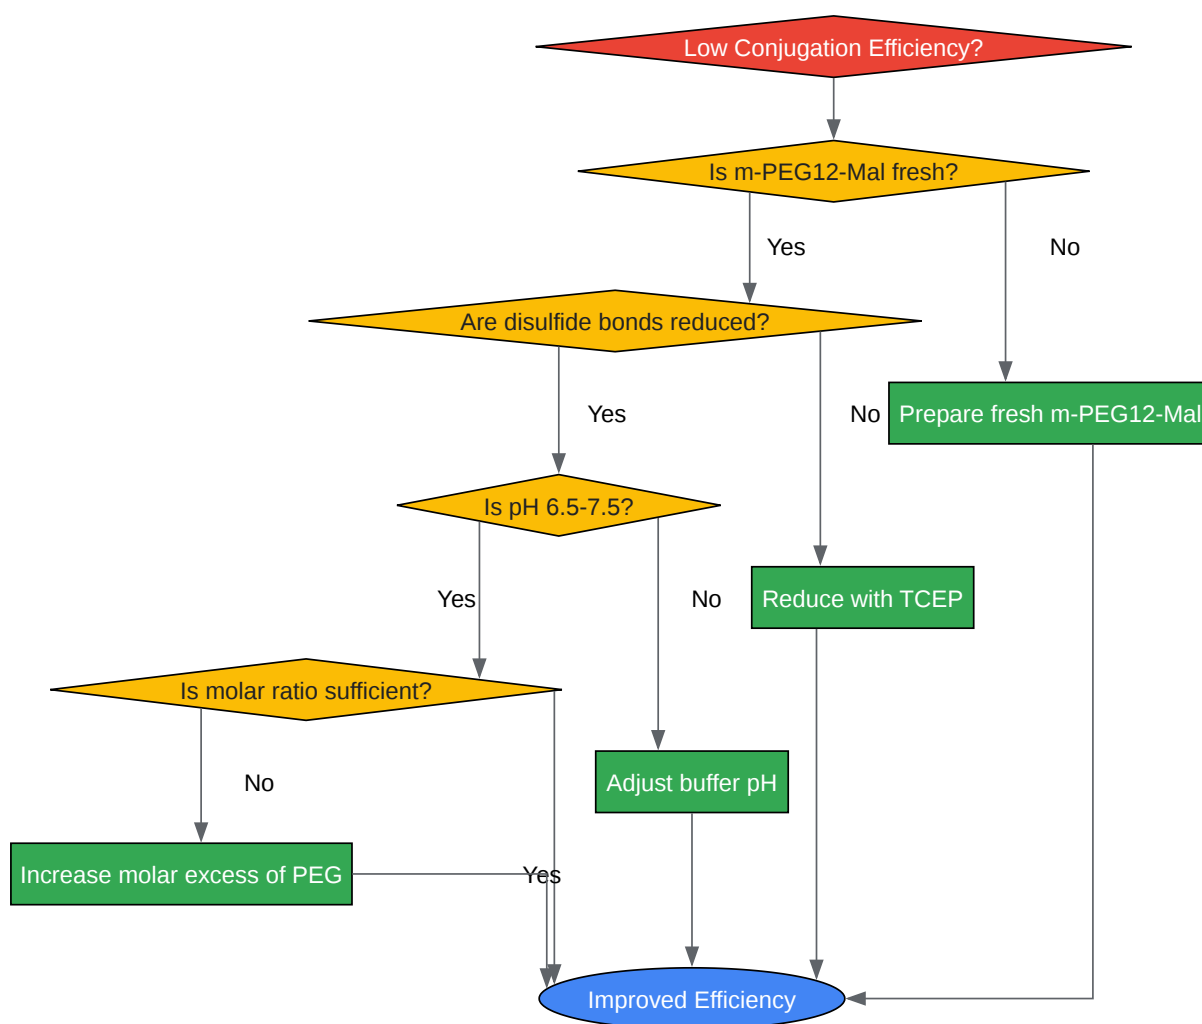 Low Conjugation Efficiency?
Is m-PEG12-Mal fresh?
Yes
No
Are disulfide bonds reduced?
Yes
No
Prepare fresh m-PEG12-Mal
Is pH 6.5-7.5?
Yes
No
Reduce with TCEP
Is molar ratio sufficient?
No
Adjust buffer pH
Increase molar excess of PEG
Yes
Improved Efficiency